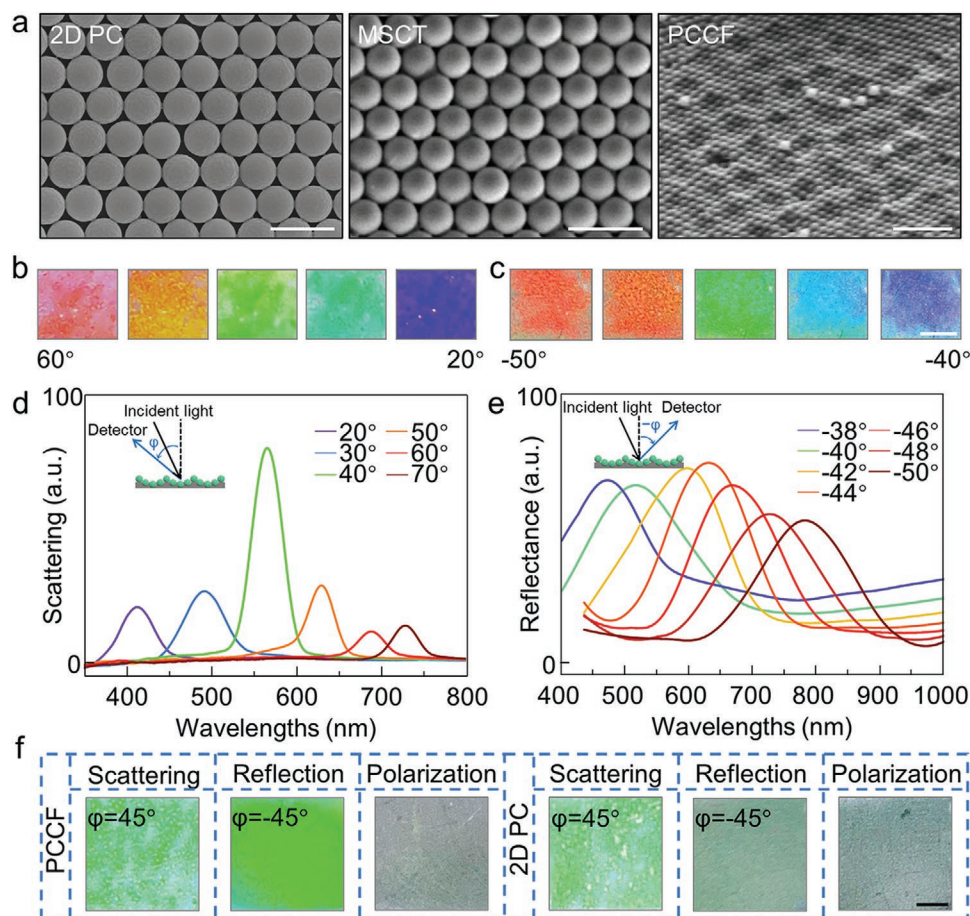 a
2D PC
MSCT
PCCF
b
60°
20°
c
-50°
-40°
d
100
Scattering (a.u.)
0
Incident light
Detector
φ
20°
30°
40°
50°
60°
70°
400
500
600
700
800
Wavelengths (nm)
e
100
Reflectance (a.u.)
0
Incident light
Detector
-φ
-38°
-40°
-42°
-44°
-46°
-48°
-50°
400
500
600
700
800
900
1000
Wavelengths (nm)
f
PCCF
Scattering
Reflection
Polarization
φ=45°
φ=-45°
2D PC
Scattering
Reflection
Polarization
φ=45°
φ=-45°